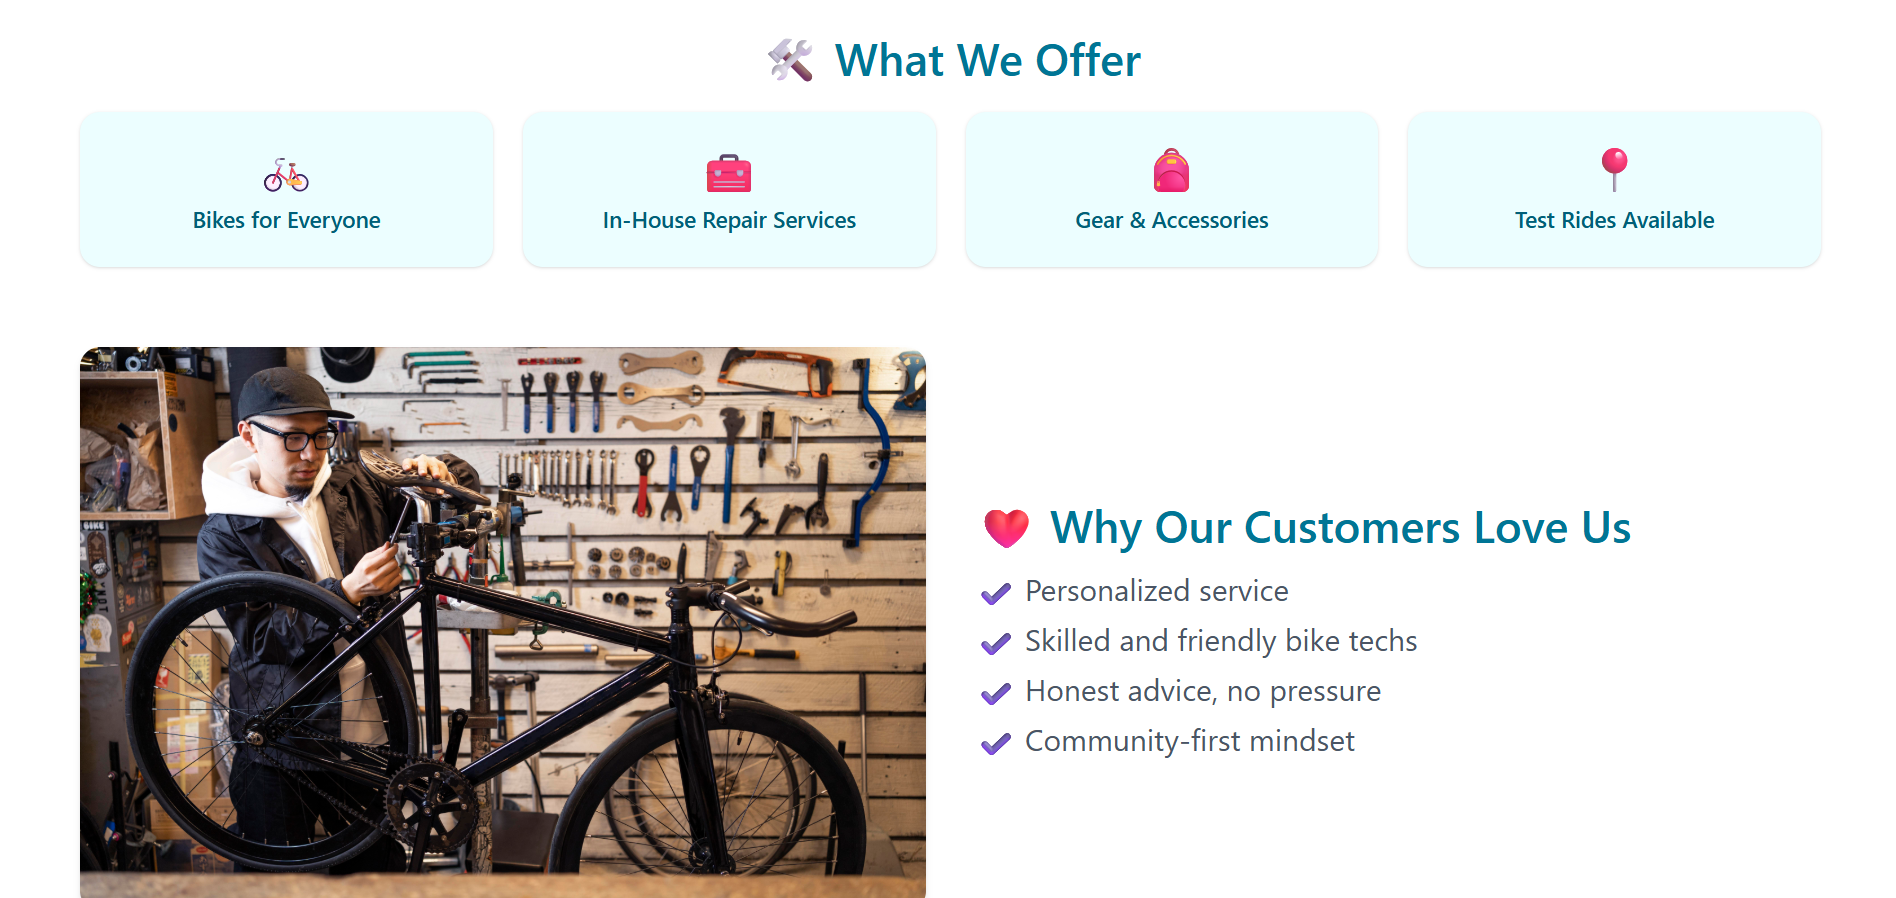 What We Offer
Bikes for Everyone
In-House Repair Services
Gear & Accessories
Test Rides Available
Why Our Customers Love Us
Personalized service
Skilled and friendly bike techs
Honest advice, no pressure
Community-first mindset